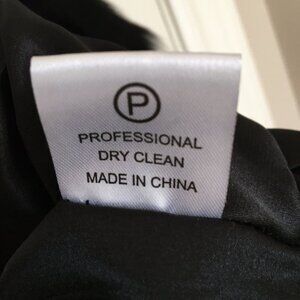 P
PROFESSIONAL
DRY CLEAN
MADE IN CHINA